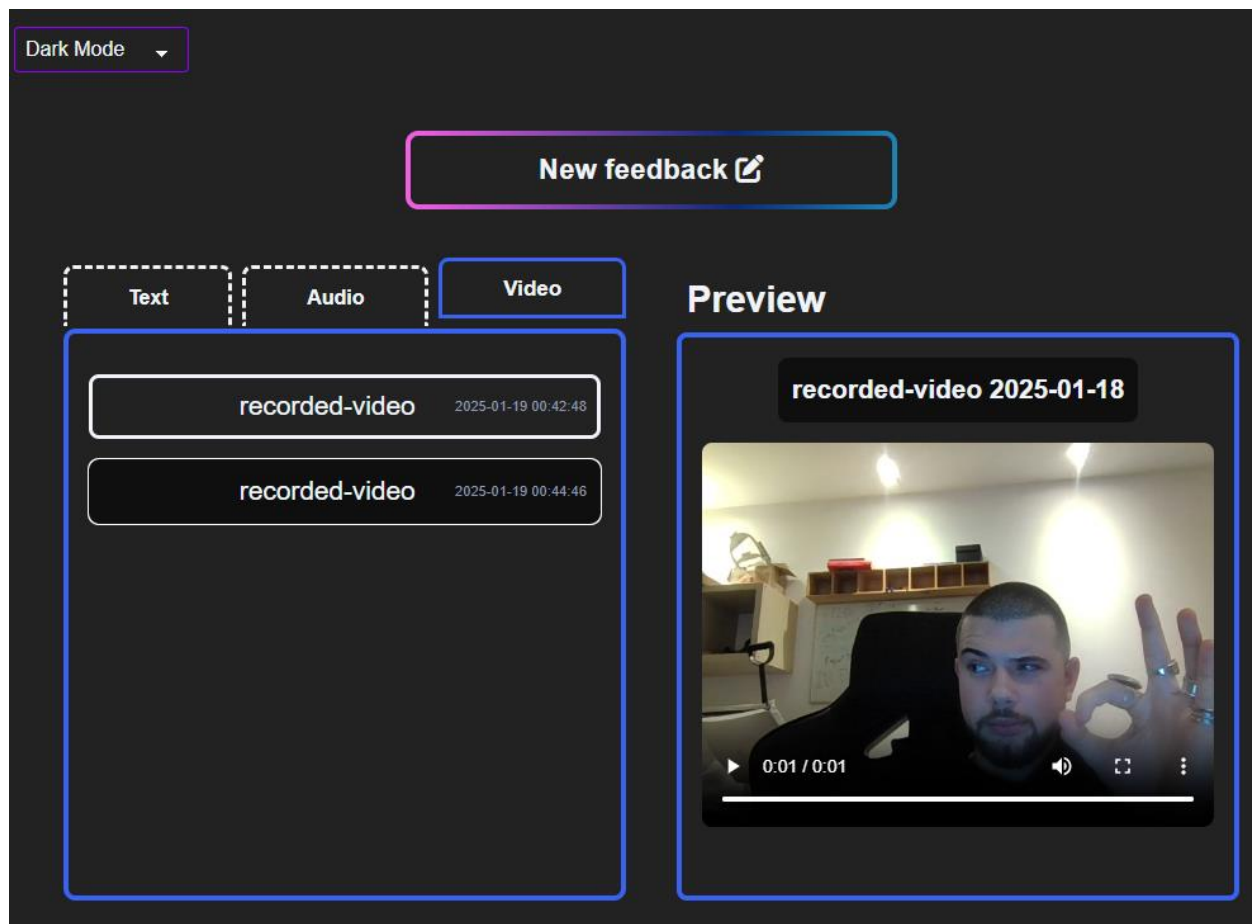 Dark Mode
New feedback
Text
Audio
Video
Preview
recorded-video 2025-01-19 00:42:48
recorded-video 2025-01-19 00:44:46
recorded-video 2025-01-18
0:01 / 0:01